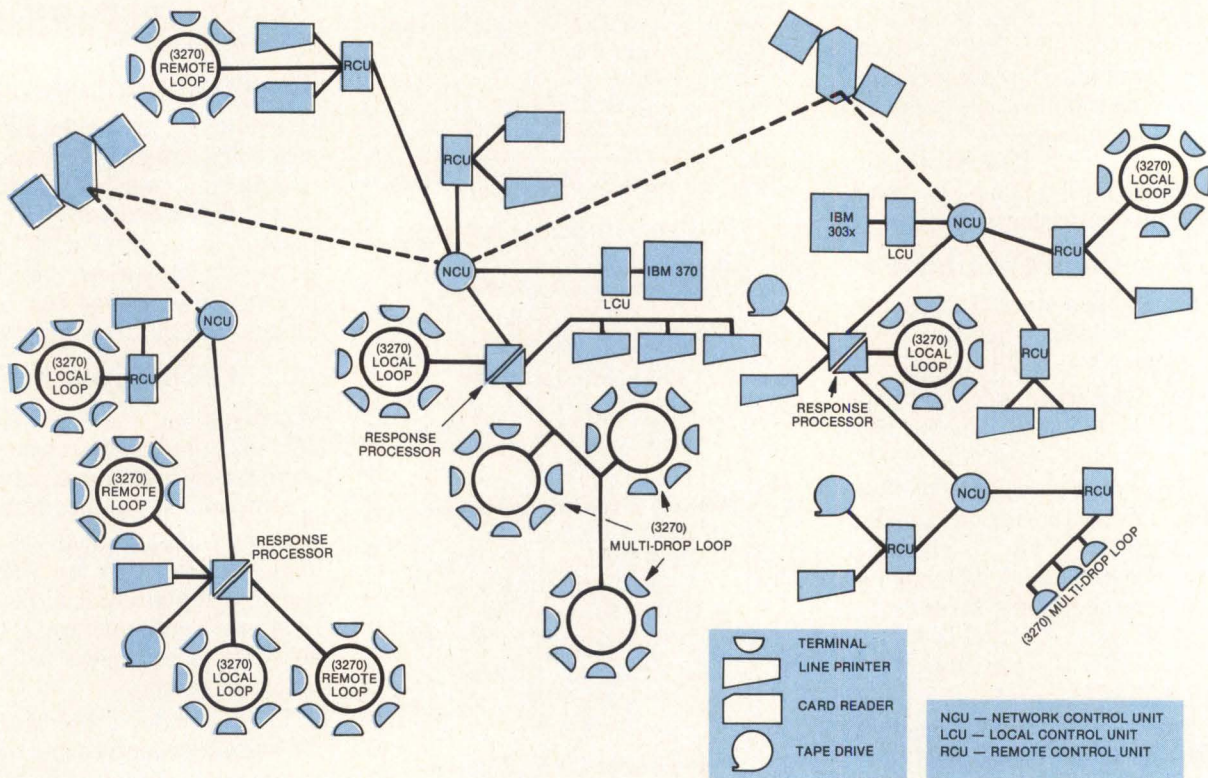 (3270)
REMOTE
LOOP
RCU
RCU
(3270)
LOCAL
LOOP
IBM
303x
LCU
NCU
RCU
NCU
LCU
IBM 370
NCU
(3270)
LOCAL
LOOP
RCU
(3270)
LOCAL
LOOP
RESPONSE
PROCESSOR
(3270)
LOCAL
LOOP
RESPONSE
PROCESSOR
RCU
(3270)
REMOTE
LOOP
RESPONSE
PROCESSOR
(3270)
MULTI-DROP LOOP
NCU
RCU
RCU
(3270) MULTI-DROP LOOP
(3270)
LOCAL
LOOP
(3270)
REMOTE
LOOP
TERMINAL
LINE PRINTER
CARD READER
TAPE DRIVE
NCU — NETWORK CONTROL UNIT
LCU — LOCAL CONTROL UNIT
RCU — REMOTE CONTROL UNIT